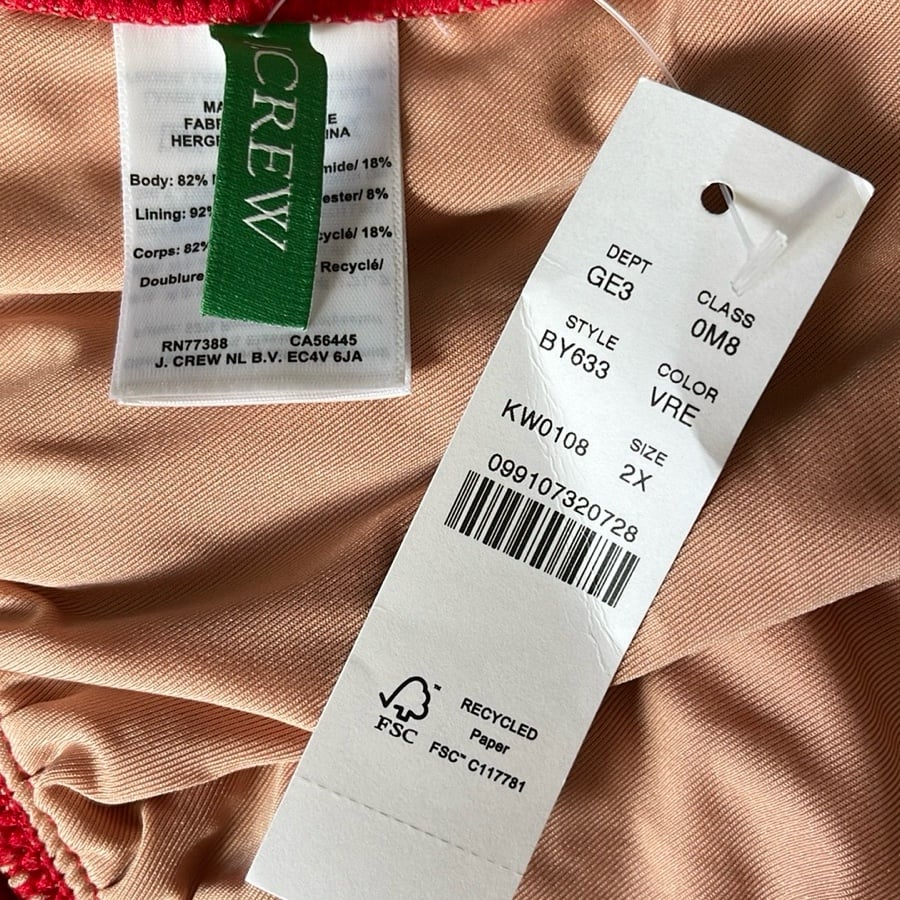 J.CREW
MA
FABR E
HERGE INA
Body: 82% mide/ 18%
Lining: 92% ester/ 8%
Corps: 82% cyclé/ 18%
Doublure Recyclé/
RN77388 CA56445
J. CREW NL B.V. EC4V 6JA
DEPT
GE3
CLASS
0M8
STYLE
BY633
COLOR
VRE
KW0108
SIZE
2X
099107320728
FSC
RECYCLED
Paper
FSC™ C117781